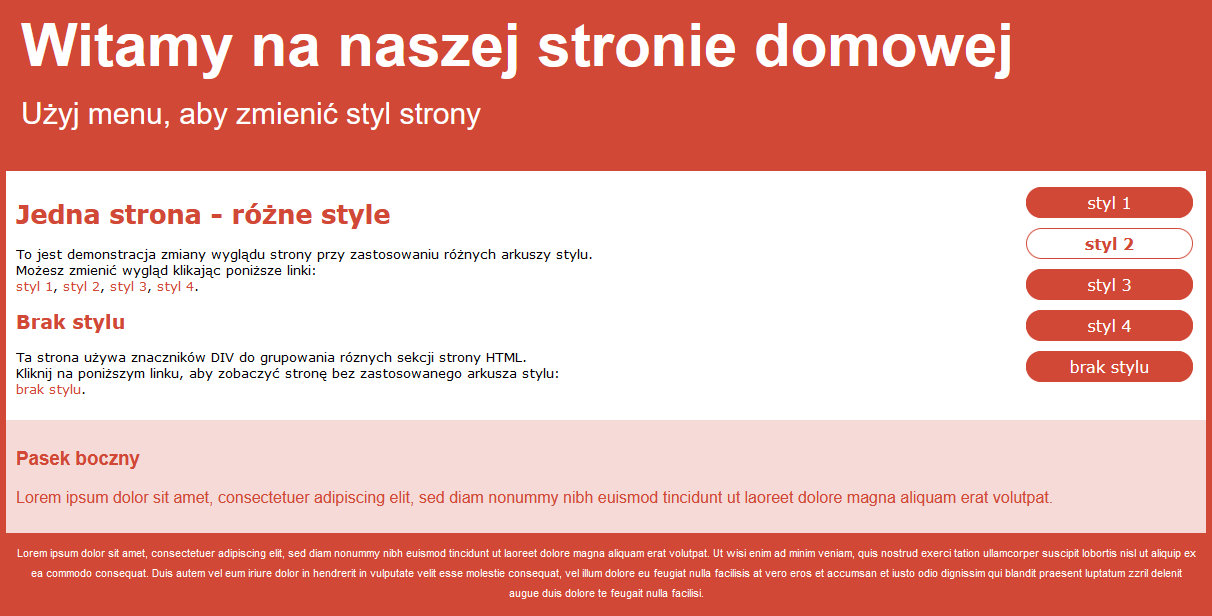 Witamy na naszej stronie domowej
Użyj menu, aby zmienić styl strony
Jedna strona - różne style
To jest demonstracja zmiany wyglądu strony przy zastosowaniu różnych arkuszy stylu.
Możesz zmienić wygląd klikając poniższe linki:
styl 1, styl 2, styl 3, styl 4.
Brak stylu
Ta strona używa znaczników DIV do grupowania róznych sekcji strony HTML.
Kliknij na poniższym linku, aby zobaczyć stronę bez zastosowanego arkusza stylu:
brak stylu.
styl 1
styl 2
styl 3
styl 4
brak stylu
Pasek boczny
Lorem ipsum dolor sit amet, consectetuer adipiscing elit, sed diam nonummy nibh euismod tincidunt ut laoreet dolore magna aliquam erat volutpat.
Lorem ipsum dolor sit amet, consectetuer adipiscing elit, sed diam nonummy nibh euismod tincidunt ut laoreet dolore magna aliquam erat volutpat. Ut wisi enim ad minim veniam, quis nostrud exerci tation ullamcorper suscipit lobortis nisl ut aliquip ex
ea commodo consequat. Duis autem vel eum iriure dolor in hendrerit in vulputate velit esse molestie consequat, vel illum dolore eu feugiat nulla facilisis at vero eros et accumsan et iusto odio dignissim qui blandit praesent luptatum zzril delenit
augue duis dolore te feugait nulla facilisi.